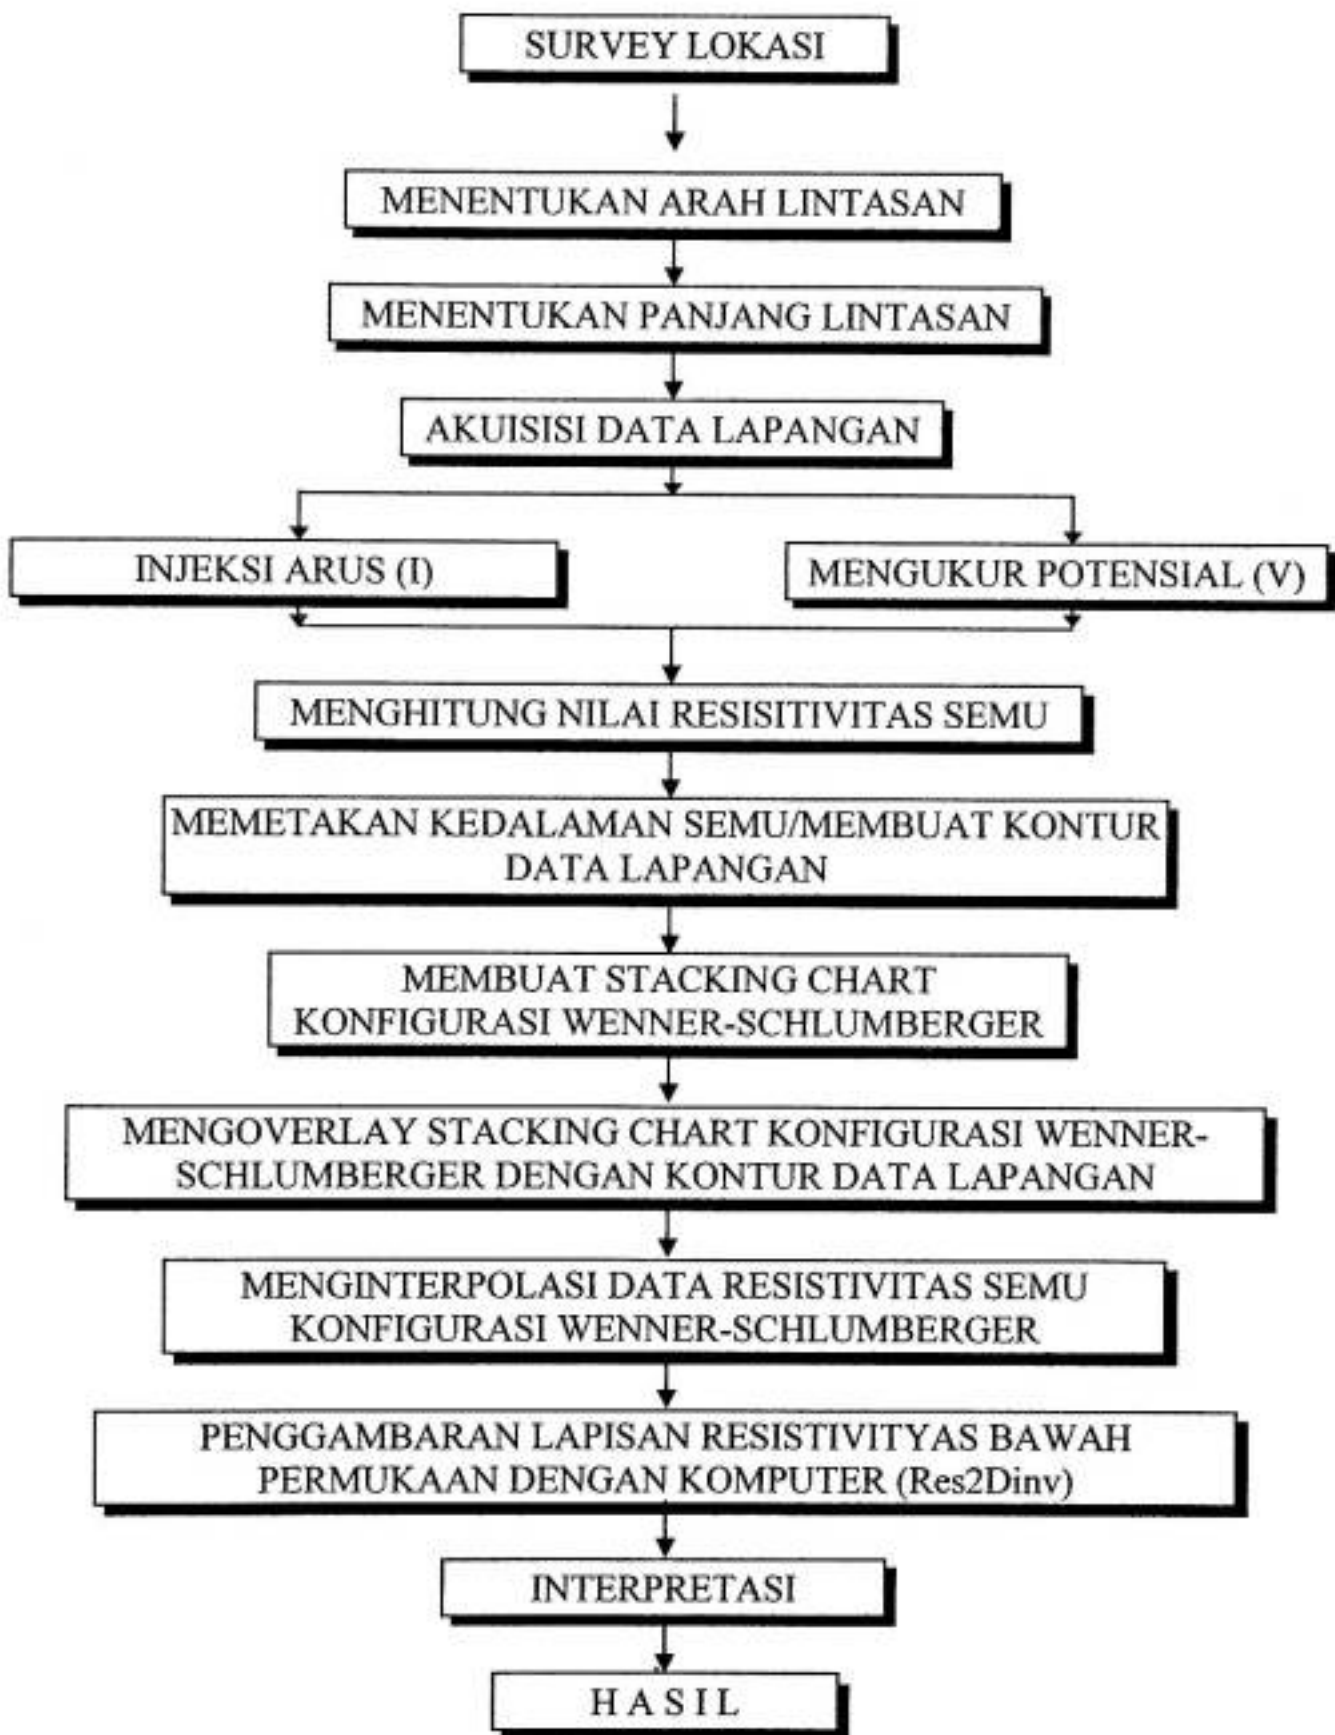 SURVEY LOKASI
MENENTUKAN ARAH LINTASAN
MENENTUKAN PANJANG LINTASAN
AKUISISI DATA LAPANGAN
INJEKSI ARUS (I)
MENGUKUR POTENSIAL (V)
MENGHITUNG NILAI RESISITIVITAS SEMU
MEMETAKAN KEDALAMAN SEMU/MEMBUAT KONTUR
DATA LAPANGAN
MEMBUAT STACKING CHART
KONFIGURASI WENNER-SCHLUMBERGER
MENGOVERLAY STACKING CHART KONFIGURASI WENNER-
SCHLUMBERGER DENGAN KONTUR DATA LAPANGAN
MENGINTERPOLASI DATA RESISTIVITAS SEMU
KONFIGURASI WENNER-SCHLUMBERGER
PENGGAMBARAN LAPISAN RESISTIVITYAS BAWAH
PERMUKAAN DENGAN KOMPUTER (Res2Dinv)
INTERPRETASI
H A S I L